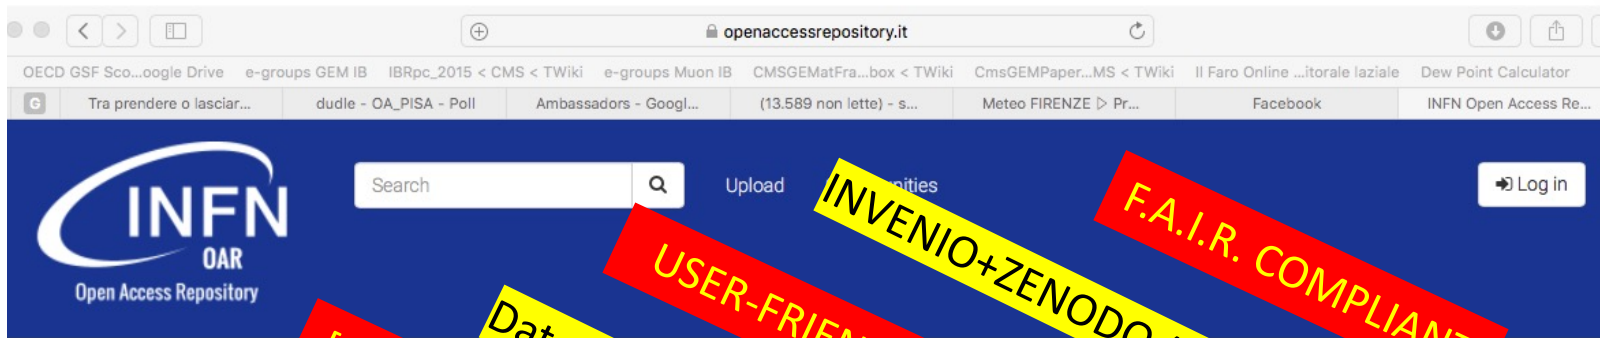 openaccessrepository.it
OECD GSF Sco...oogle Drive e-groups GEM IB IBRpc_2015 < CMS < TWiki e-groups Muon IB CMSGEMatFra...box < TWiki CmsGEMPaper...MS < TWiki Il Faro Online ...itorale laziale Dew Point Calculator
G Tra prendere o lasciar... dudle - OA_PISA - Poll Ambassadors - Googl... (13.589 non lette) - s... Meteo FIRENZE ▷ Pr... Facebook INFN Open Access Re...
INFN
OAR
Open Access Repository
Search
Upload
Log in
INVENIO+ZENODO
F.A.I.R. COMPLIANT